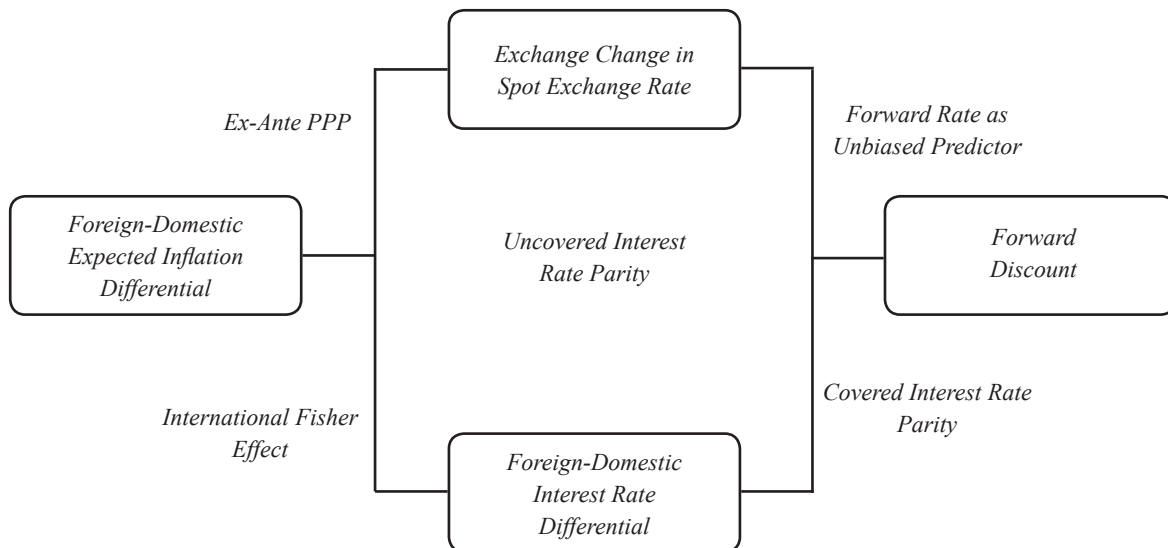 Exchange Change in
Spot Exchange Rate
Ex-Ante PPP
Forward Rate as
Unbiased Predictor
Foreign-Domestic
Expected Inflation
Differential
Uncovered Interest
Rate Parity
Forward
Discount
International Fisher
Effect
Covered Interest Rate
Parity
Foreign-Domestic
Interest Rate
Differential